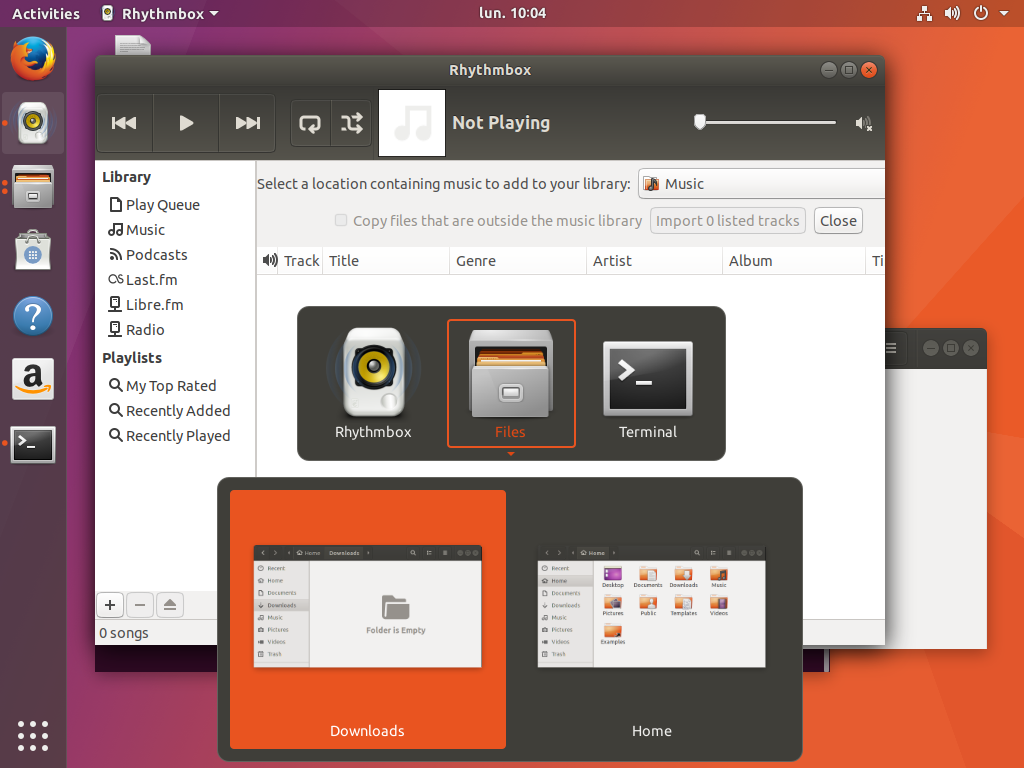 Activities Rhythmbox lun. 10:04
Rhythmbox
Not Playing
Library
Play Queue
Music
Podcasts
Last.fm
Libre.fm
Radio
Playlists
My Top Rated
Recently Added
Recently Played
0 songs
Select a location containing music to add to your library: Music
Copy files that are outside the music library Import 0 listed tracks Close
Track Title Genre Artist Album Ti
Rhythmbox Files Terminal
Home Downloads
Recent
Home
Documents
Downloads
Music
Pictures
Videos
Trash
Folder is Empty
Downloads
Home
Recent
Home
Documents
Downloads
Music
Pictures
Videos
Trash
Desktop Documents Downloads Music
Pictures Public Templates Videos
Examples
Home